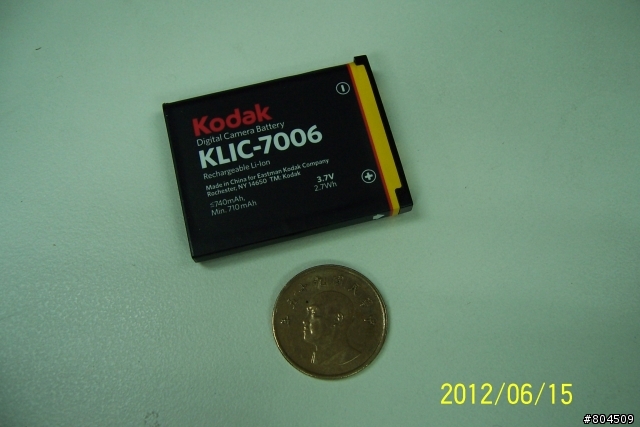 Kodak
Digital Camera Battery
KLIC-7006
Rechargeable Li-Ion
Made in China for Eastman Kodak Company
Rochester, NY 14650 TM: Kodak
≤740mAh, 3.7V
Min. 710mAh 2.7Wh
2012/06/15
#804509